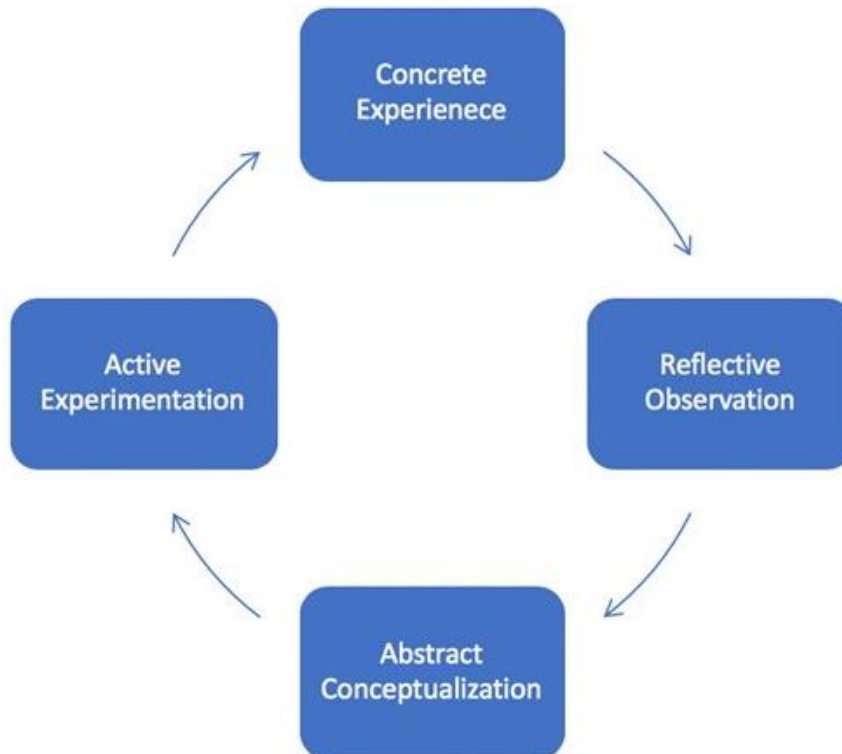 Concrete
Experienece
Reflective
Observation
Abstract
Conceptualization
Active
Experimentation